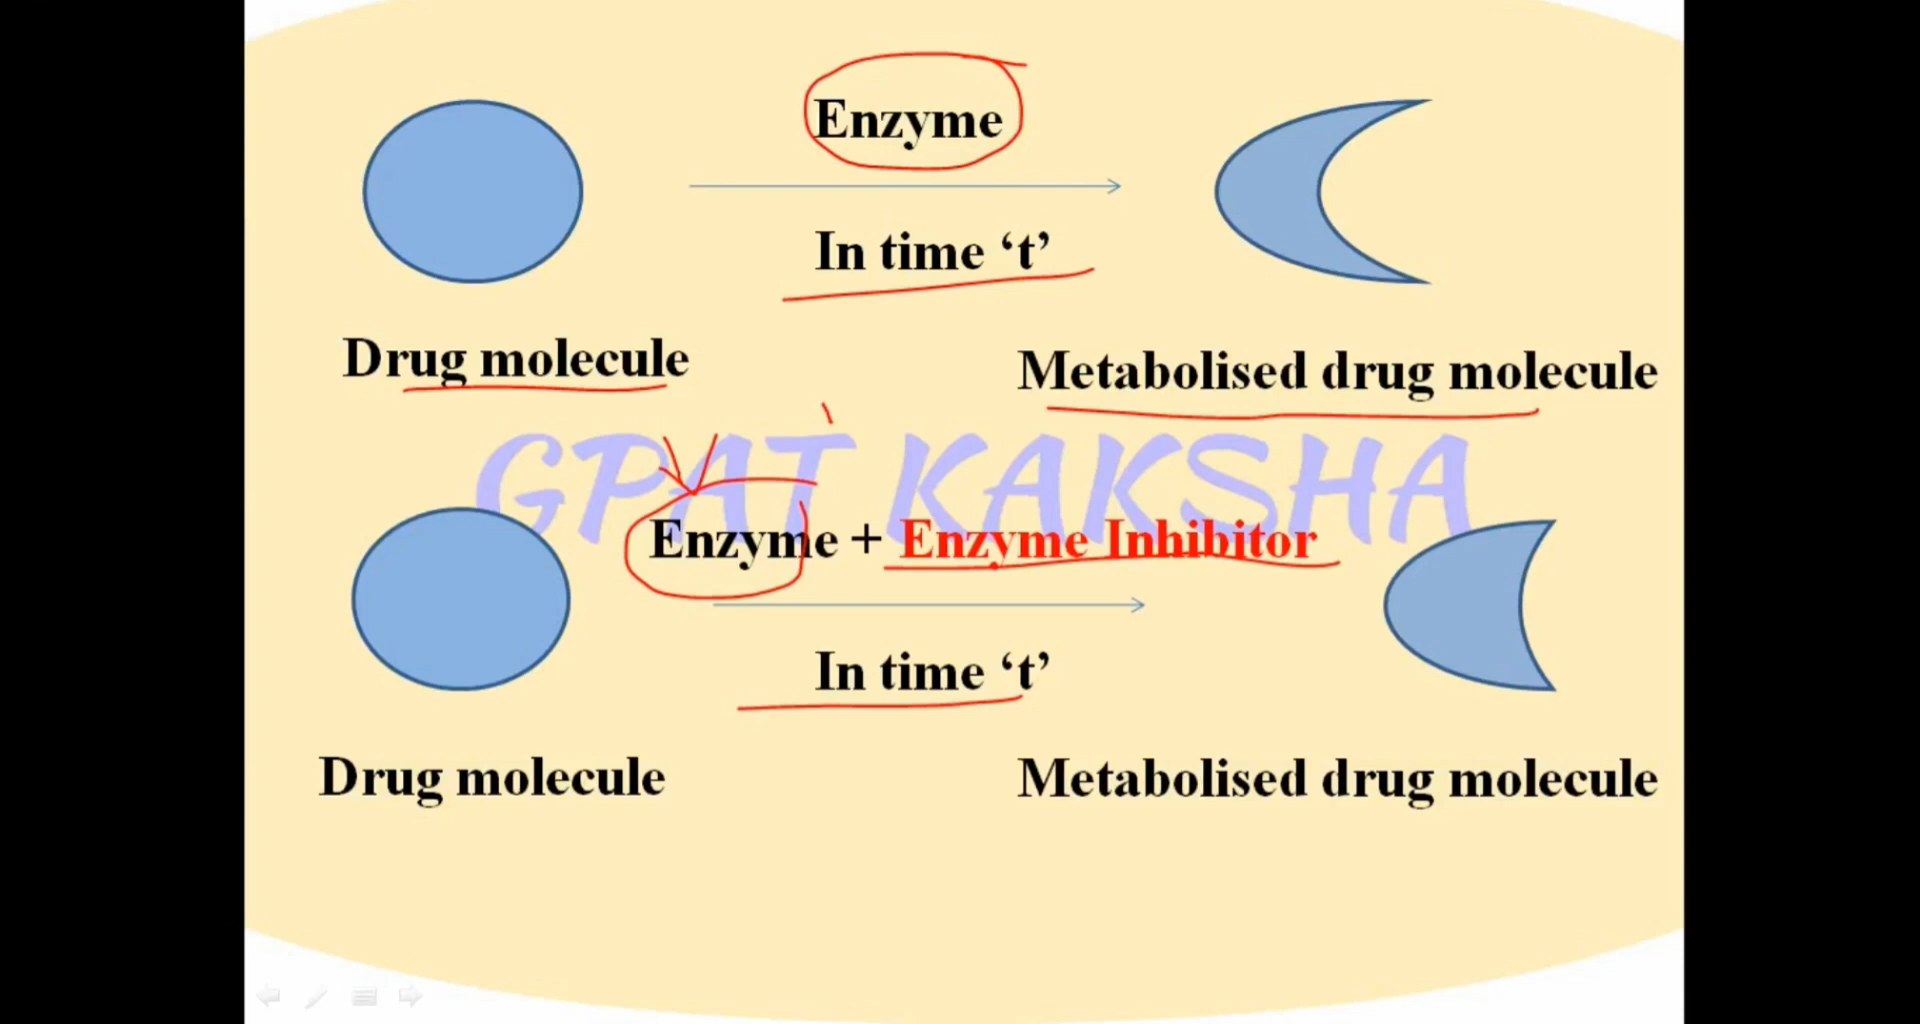 Enzyme
In time ‘t’
Drug molecule
Metabolised drug molecule
GPAT KAKSHA
Enzyme + Enzyme Inhibitor
In time ‘t’
Drug molecule
Metabolised drug molecule